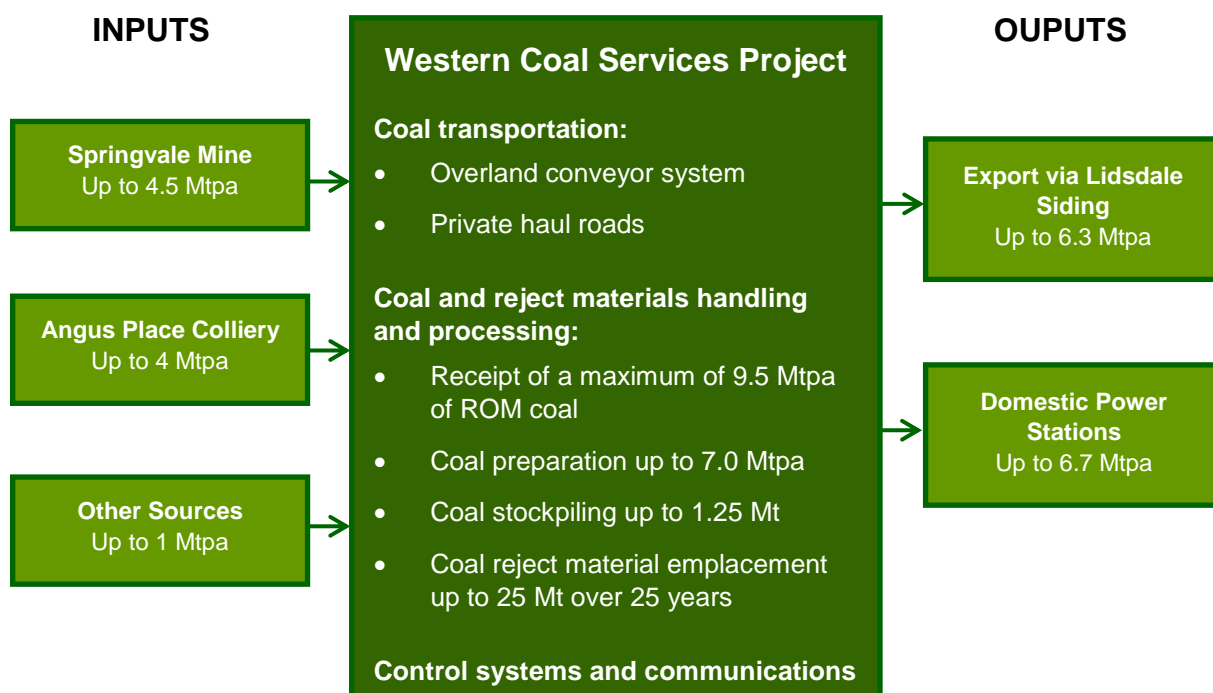 INPUTS
Springvale Mine
Up to 4.5 Mtpa
Angus Place Colliery
Up to 4 Mtpa
Other Sources
Up to 1 Mtpa
Western Coal Services Project
Coal transportation:
• Overland conveyor system
• Private haul roads
Coal and reject materials handling
and processing:
• Receipt of a maximum of 9.5 Mtpa
of ROM coal
• Coal preparation up to 7.0 Mtpa
• Coal stockpiling up to 1.25 Mt
• Coal reject material emplacement
up to 25 Mt over 25 years
Control systems and communications
OUPUTS
Export via Lidsdale
Siding
Up to 6.3 Mtpa
Domestic Power
Stations
Up to 6.7 Mtpa